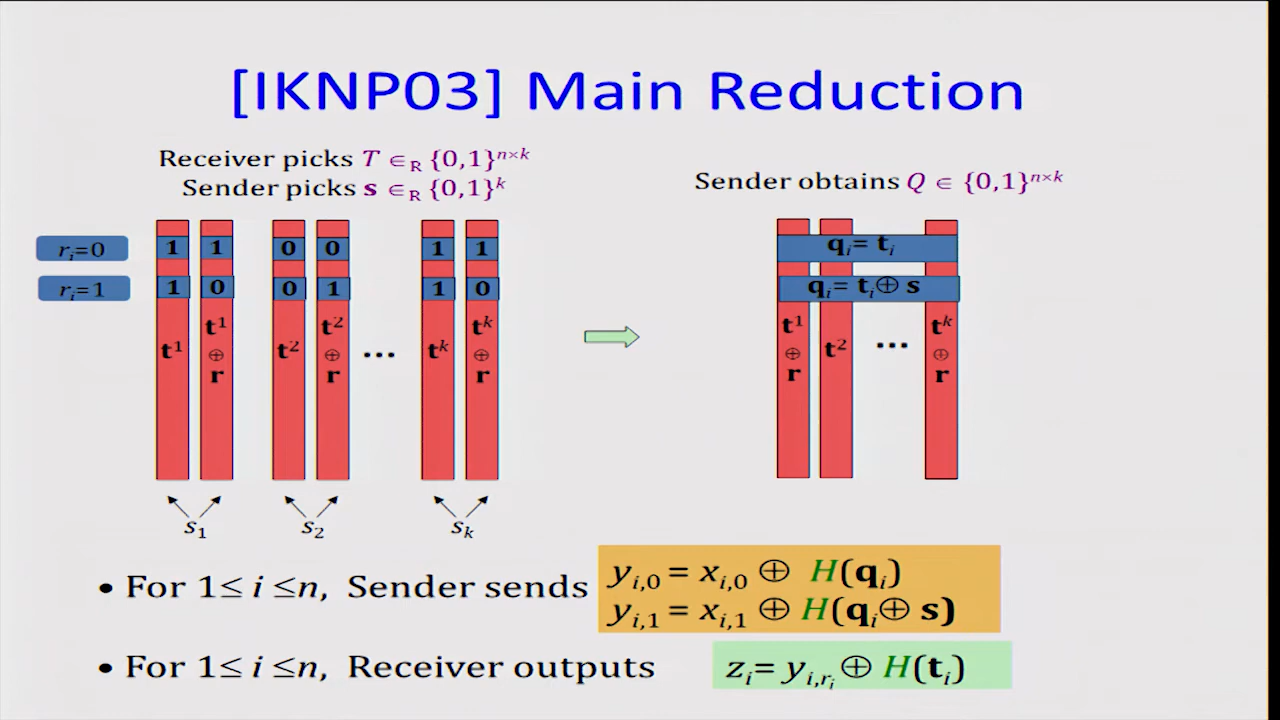 [IKNP03] Main Reduction
Receiver picks T ∈R {0,1}ⁿˣᵏ
Sender picks s ∈R {0,1}ᵏ
Sender obtains Q ∈ {0,1}ⁿˣᵏ
rᵢ=0 1 1 0 0 1 1
rᵢ=1 1 0 0 1 1 0
t¹ t¹ ⊕ r t² t² ⊕ r ... tᵏ tᵏ ⊕ r
s₁ s₂ sₖ
qᵢ= tᵢ
qᵢ= tᵢ⊕ s
t¹ ⊕ r t² ... tᵏ ⊕ r
• For 1≤ i ≤n, Sender sends
yᵢ,₀ = xᵢ,₀ ⊕ H(qᵢ)
yᵢ,₁ = xᵢ,₁ ⊕ H(qᵢ⊕ s)
• For 1≤ i ≤n, Receiver outputs zᵢ= yᵢ,rᵢ ⊕ H(tᵢ)